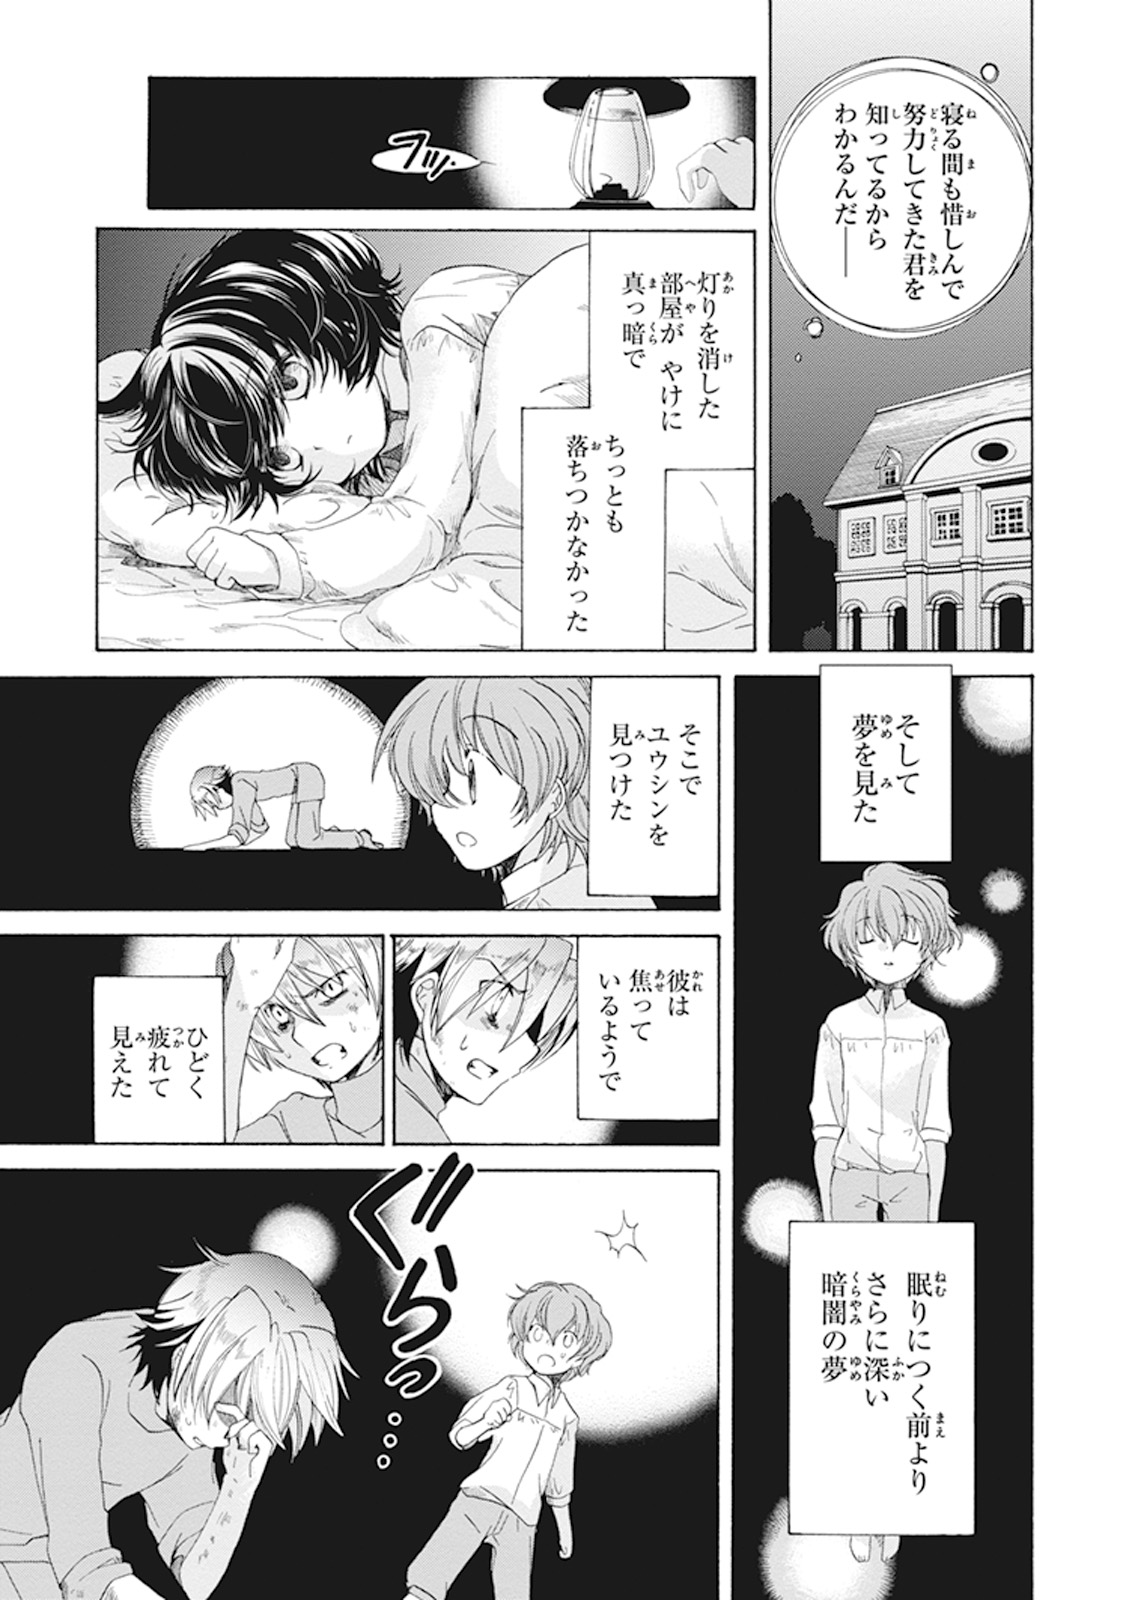 寝る間も惜しんで
努力してきた君を
知ってるから
わかるんだ――
フッ…
灯りを消した
部屋が やけに
真っ暗で
ちっとも
落ちつかなかった
そして
夢を見た
眠りにつく前より
さらに深い
暗闇の夢
そこで
ユウシンを
見つけた
彼は
焦って
いるようで
ひどく
疲れて
見えた
ぐらっ…